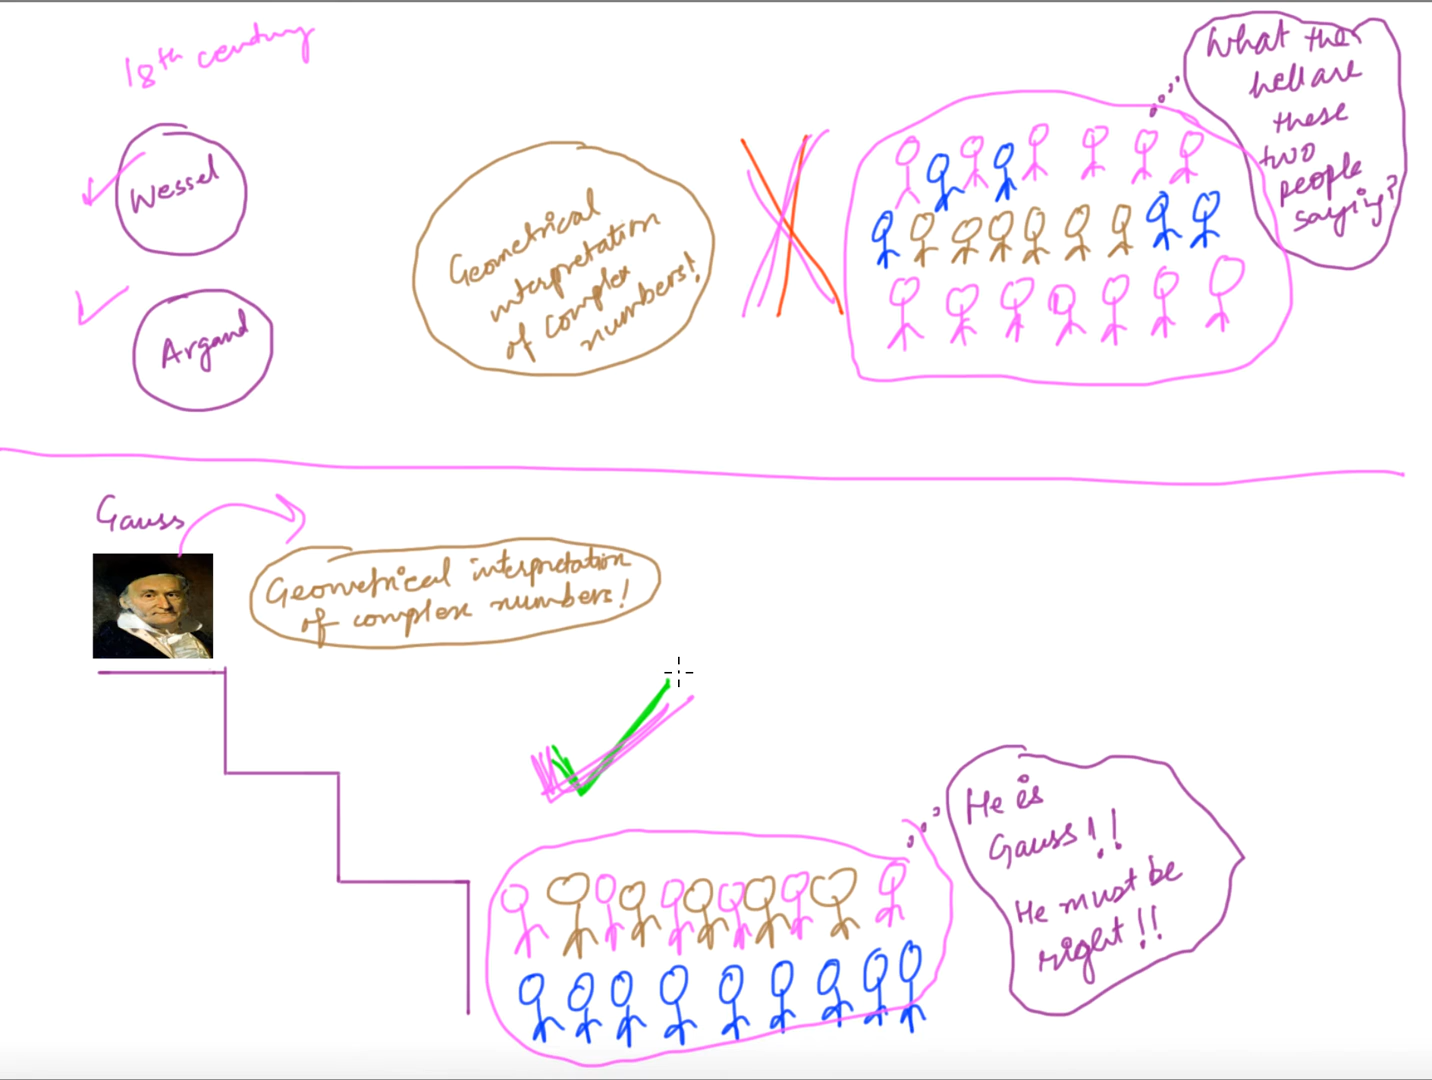 18th century
Wessel
Argand
Geometrical
interpretation
of complex
numbers!
What the
hell are
these
two
people
saying?
Gauss
Geometrical interpretation
of complex numbers!
He is
Gauss!!
He must be
right!!